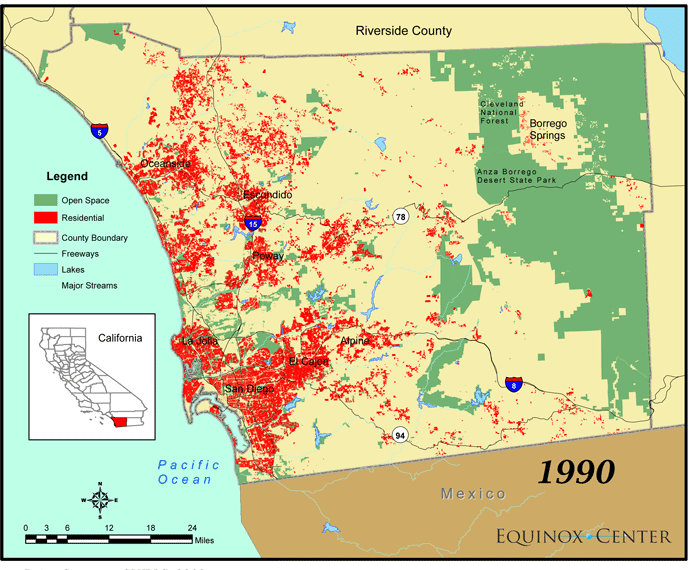 Riverside County
5
Cleveland
National
Forest
Borrego
Springs
Oceanside
Anza Borrego
Desert State Park
Legend
Open Space
Residential
County Boundary
Freeways
Lakes
Major Streams
Escondido
15
78
Poway
California
La Jolla
Alpine
El Cajon
San Diego
8
94
Pacific
Ocean
N
W
E
S
1990
Mexico
EQUINOX CENTER
0 3 6 12 18 24
Miles